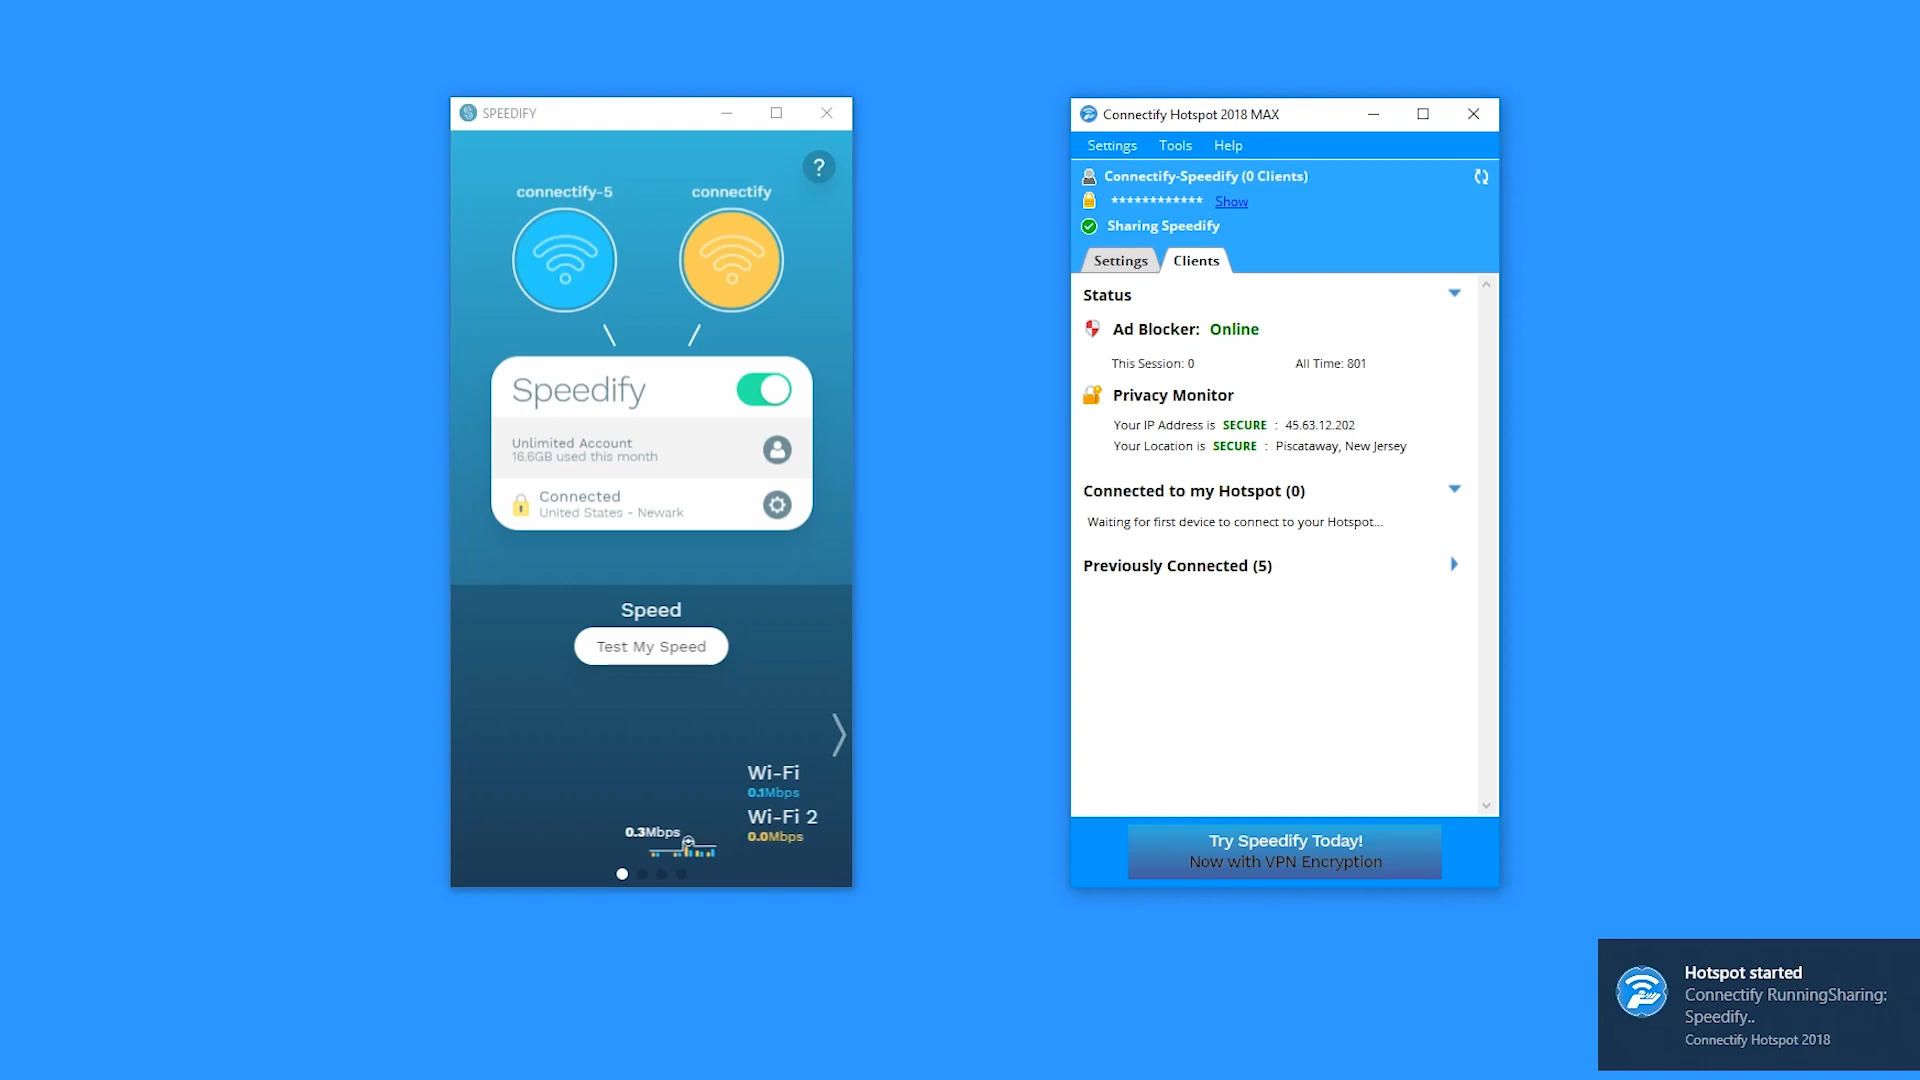 SPEEDIFY
?
connectify-5
connectify
Speedify
Unlimited Account
16.6GB used this month
Connected
United States - Newark
Speed
Test My Speed
Wi-Fi
0.1Mbps
Wi-Fi 2
0.0Mbps
0.3Mbps
Connectify Hotspot 2018 MAX
Settings Tools Help
Connectify-Speedify (0 Clients)
************ Show
Sharing Speedify
Settings Clients
Status
Ad Blocker: Online
This Session: 0 All Time: 801
Privacy Monitor
Your IP Address is SECURE : 45.63.12.202
Your Location is SECURE : Piscataway, New Jersey
Connected to my Hotspot (0)
Waiting for first device to connect to your Hotspot...
Previously Connected (5)
Try Speedify Today!
Now with VPN Encryption
Hotspot started
Connectify RunningSharing:
Speedify..
Connectify Hotspot 2018